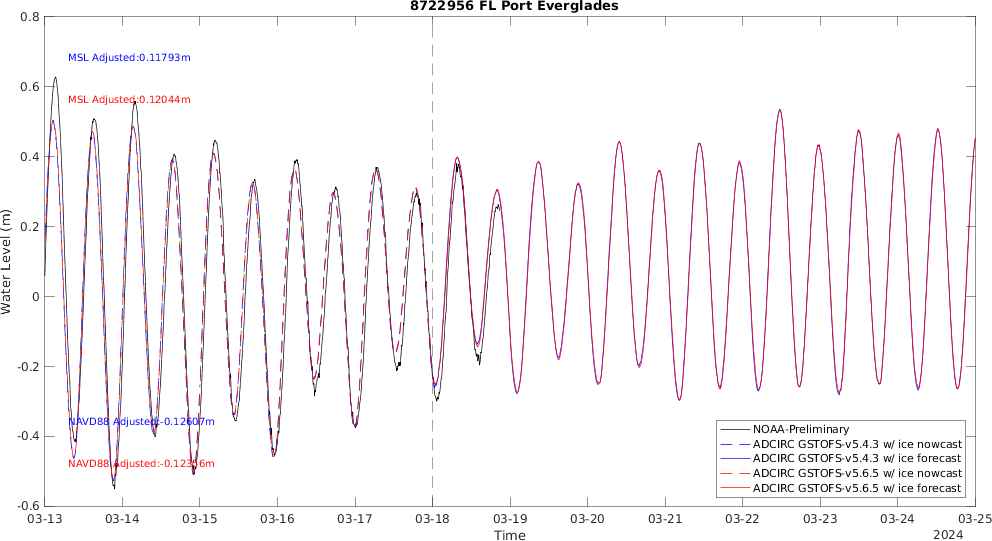 8722956 FL Port Everglades
0.8
0.6
0.4
0.2
0
-0.2
-0.4
-0.6
Water Level (m)
MSL Adjusted:0.11793m
MSL Adjusted:0.12044m
NAVD88 Adjusted:-0.12607m
NAVD88 Adjusted:-0.12356m
NOAA-Preliminary
ADCIRC GSTOFS-v5.4.3 w/ ice nowcast
ADCIRC GSTOFS-v5.4.3 w/ ice forecast
ADCIRC GSTOFS-v5.6.5 w/ ice nowcast
ADCIRC GSTOFS-v5.6.5 w/ ice forecast
03-13 03-14 03-15 03-16 03-17 03-18 03-19 03-20 03-21 03-22 03-23 03-24 03-25
Time
2024